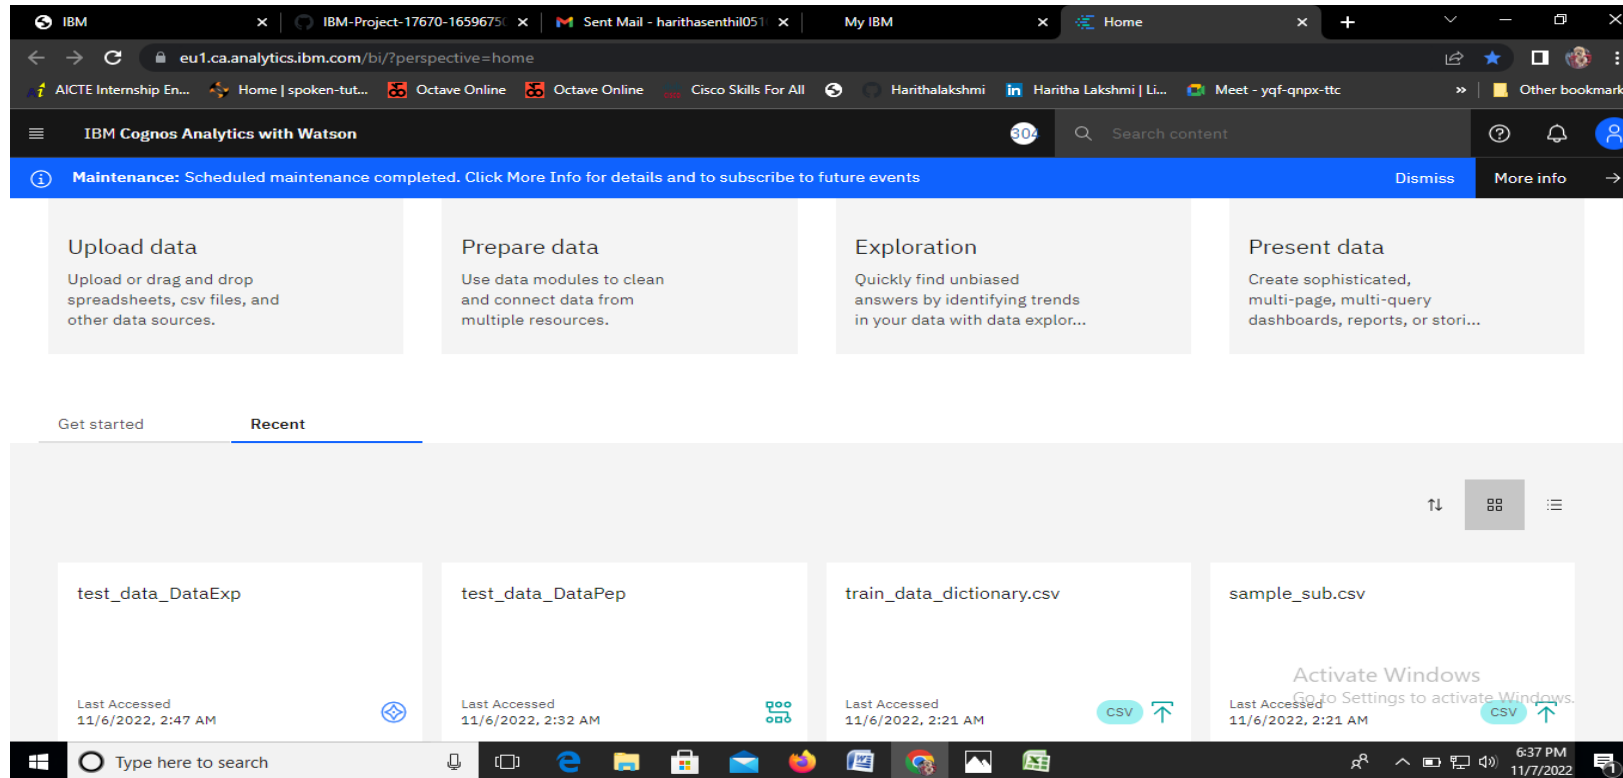 IBM
IBM-Project-17670-1659675
Sent Mail - harithasenthil051
My IBM
Home
eu1.ca.analytics.ibm.com/bi/?perspective=home
AICTE Internship En...
Home | spoken-tut...
Octave Online
Octave Online
Cisco Skills For All
Harithalakshmi
Haritha Lakshmi | Li...
Meet - yqf-qnpx-ttc
»
Other bookmark
IBM Cognos Analytics with Watson
304
Search content
Maintenance: Scheduled maintenance completed. Click More Info for details and to subscribe to future events
Dismiss
More info
Upload data
Upload or drag and drop
spreadsheets, csv files, and
other data sources.
Prepare data
Use data modules to clean
and connect data from
multiple resources.
Exploration
Quickly find unbiased
answers by identifying trends
in your data with data explor...
Present data
Create sophisticated,
multi-page, multi-query
dashboards, reports, or stori...
Get started
Recent
test_data_DataExp
Last Accessed
11/6/2022, 2:47 AM
test_data_DataPep
Last Accessed
11/6/2022, 2:32 AM
train_data_dictionary.csv
Last Accessed
11/6/2022, 2:21 AM
CSV
sample_sub.csv
Last Accessed
11/6/2022, 2:21 AM
CSV
Activate Windows
Go to Settings to activate Windows.
Type here to search
6:37 PM
11/7/2022
1